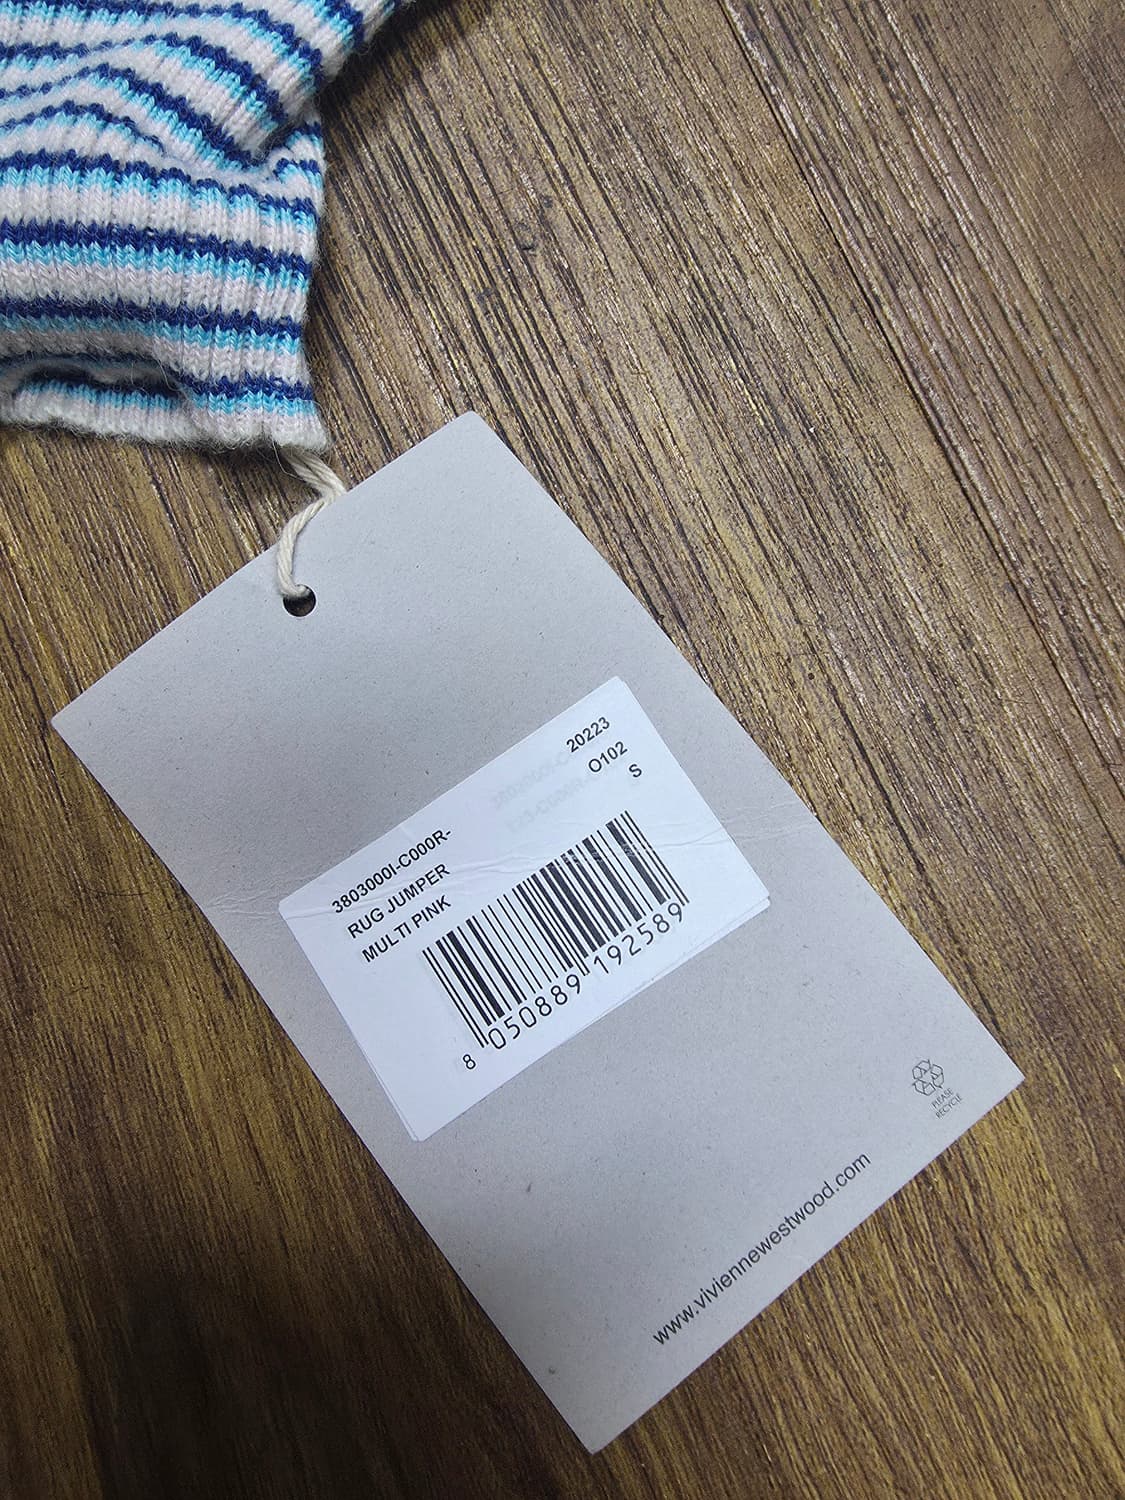 20223
O102
S
3803000I-C000R-
RUG JUMPER
MULTI PINK
8 050889 192589
PLEASE
RECYCLE
www.viviennewestwood.com